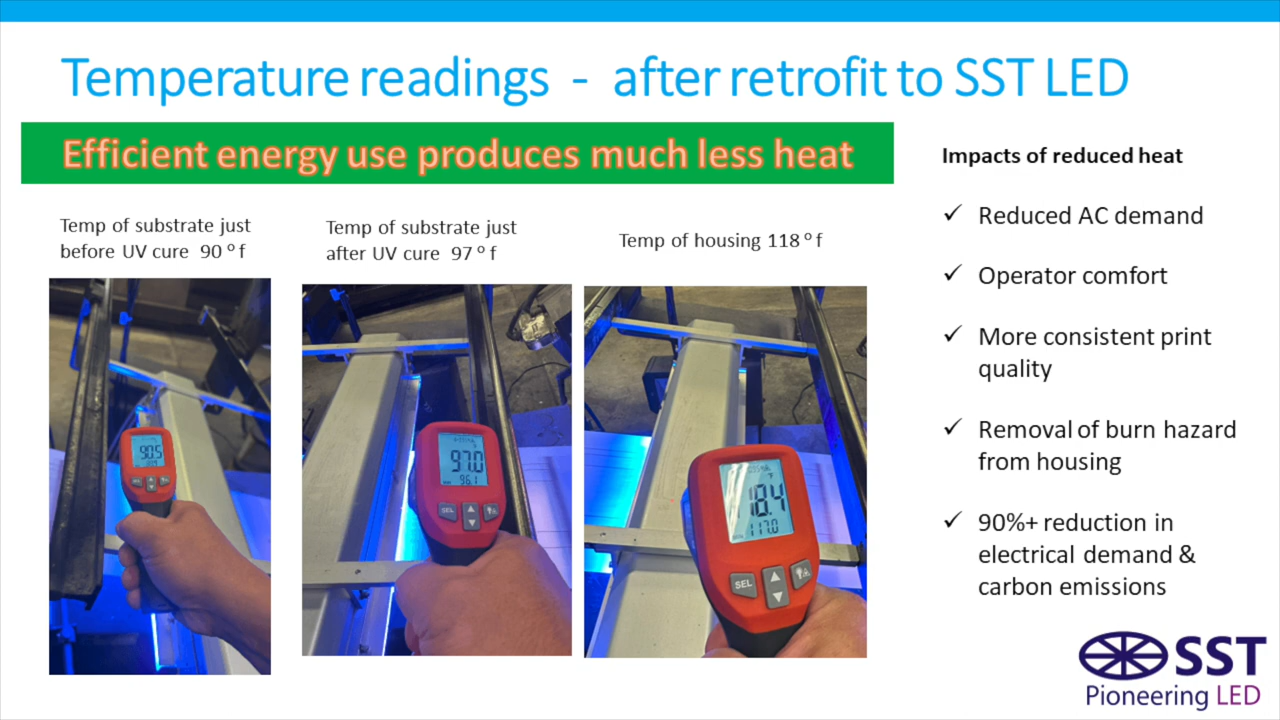 Temperature readings - after retrofit to SST LED
Efficient energy use produces much less heat
Temp of substrate just
before UV cure 90 º f
Temp of substrate just
after UV cure 97 º f
Temp of housing 118 º f
90.5
97.0
96.1
SEL
18.4
117.0
SEL
Impacts of reduced heat
✓ Reduced AC demand
✓ Operator comfort
✓ More consistent print
quality
✓ Removal of burn hazard
from housing
✓ 90%+ reduction in
electrical demand &
carbon emissions
SST
Pioneering LED